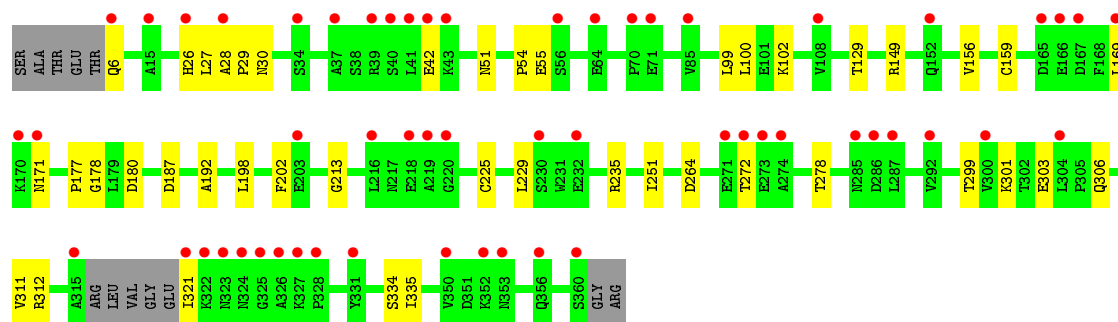 SER ALA THR GLU THR Q6 A15 H26 L27 A28 P29 N30 S34 A37 S38 R39 S40 L41 E42 K43 N51 P54 E55 S56 E64 P70 E71 V85 L99 L100 E101 K102 V108 T129 R149 Q152 V156 C159 D165 E166 D167 F168 L169
K170 N171 P177 G178 L179 D180 D187 A192 L198 F202 E203 G213 L216 N217 E218 A219 G220 C225 L229 S230 W231 E232 R235 I251 D264 E271 T272 E273 A274 T278 N285 D286 L287 V292 T299 V300 K301 T302 E303 L304 P305 Q306
V311 R312 A315 ARG LEU VAL GLY GLU I321 K322 N323 N324 G325 A326 K327 P328 Y331 S334 I335 V350 D351 K352 N353 Q356 S360 GLY ARG